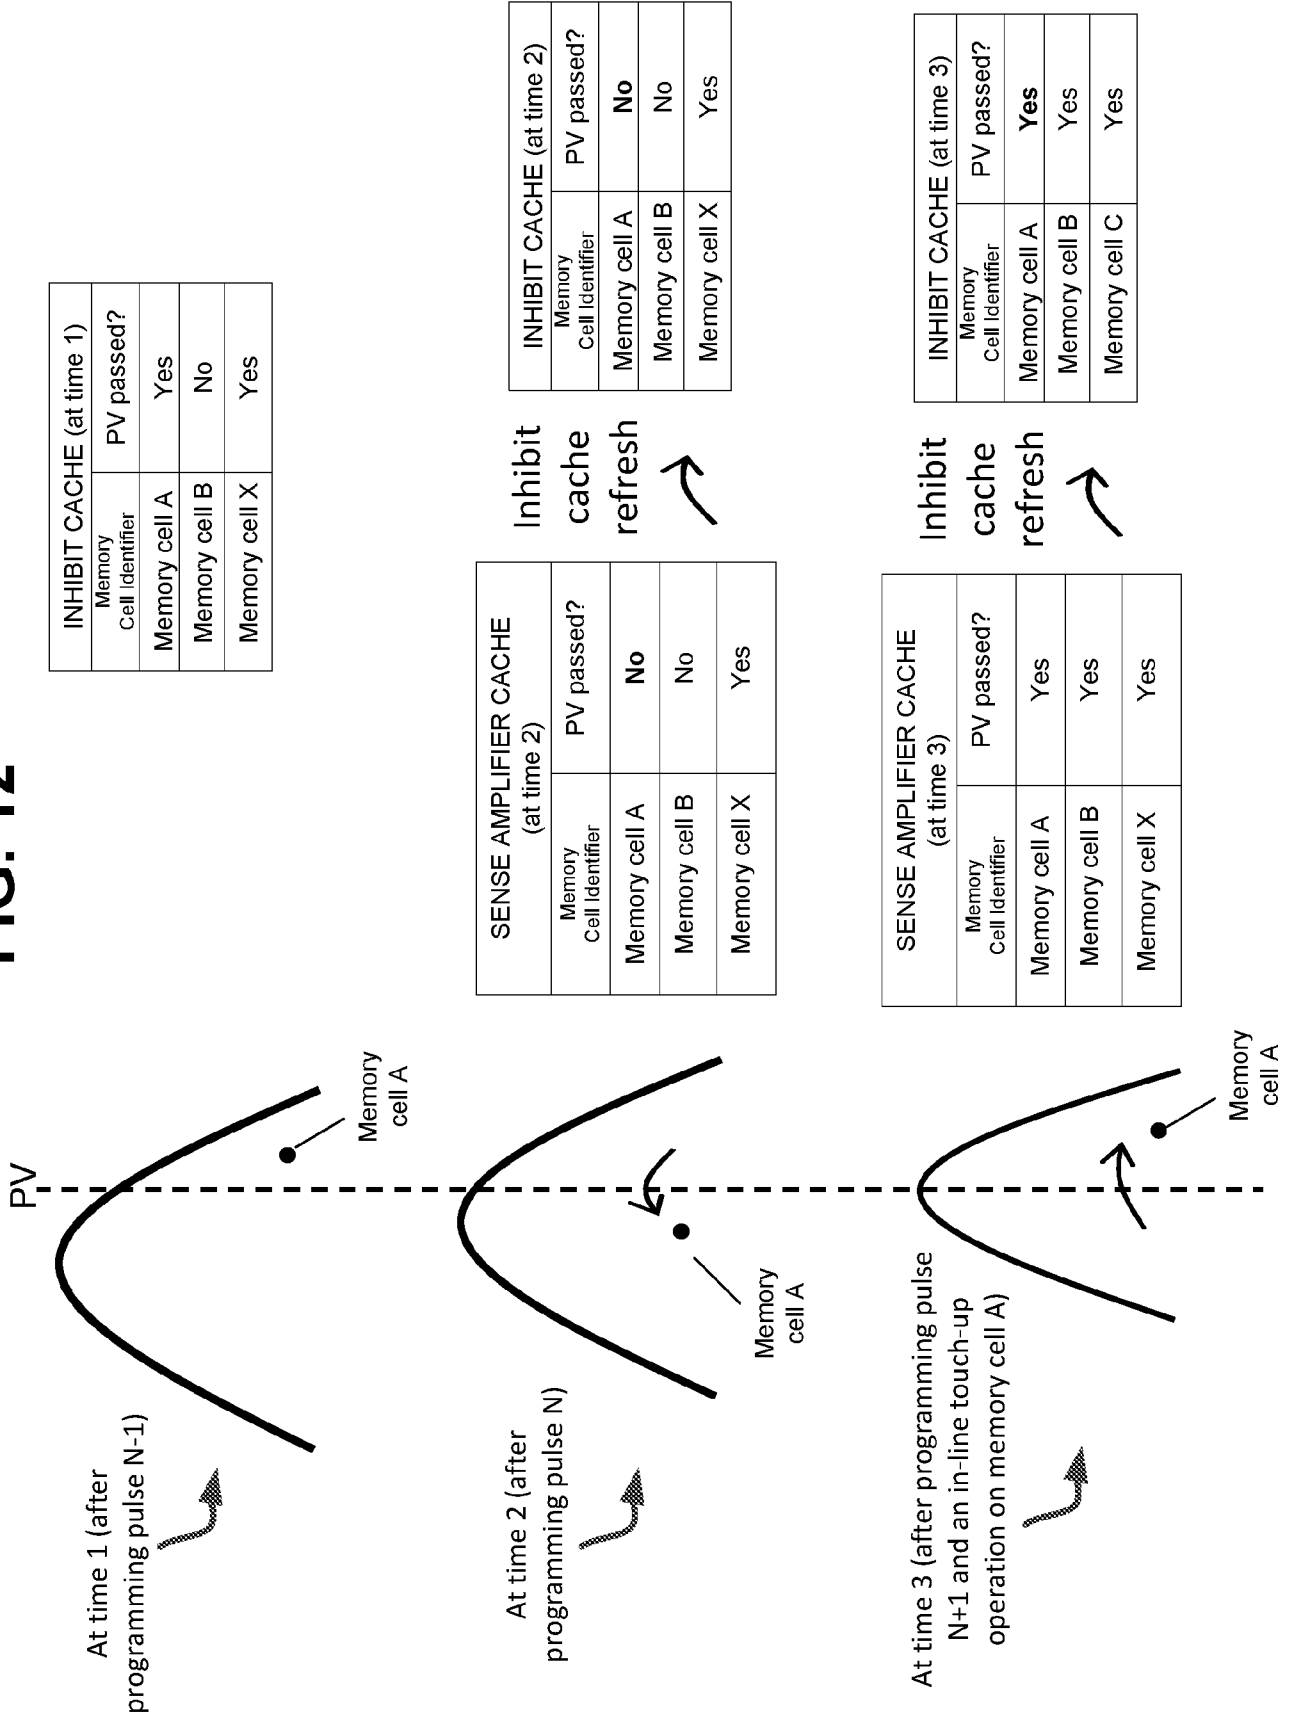 FIG. 12
PV
At time 1 (after
programming pulse N-1)
Memory
cell A
INHIBIT CACHE (at time 1)
Memory
Cell Identifier
PV passed?
Memory cell A
Yes
Memory cell B
No
Memory cell X
Yes
At time 2 (after
programming pulse N)
Memory
cell A
SENSE AMPLIFIER CACHE
(at time 2)
Memory
Cell Identifier
PV passed?
Memory cell A
No
Memory cell B
No
Memory cell X
Yes
Inhibit
cache
refresh
INHIBIT CACHE (at time 2)
Memory
Cell Identifier
PV passed?
Memory cell A
No
Memory cell B
No
Memory cell X
Yes
At time 3 (after programming pulse
N+1 and an in-line touch-up
operation on memory cell A)
Memory
cell A
SENSE AMPLIFIER CACHE
(at time 3)
Memory
Cell Identifier
PV passed?
Memory cell A
Yes
Memory cell B
Yes
Memory cell X
Yes
Inhibit
cache
refresh
INHIBIT CACHE (at time 3)
Memory
Cell Identifier
PV passed?
Memory cell A
Yes
Memory cell B
Yes
Memory cell C
Yes